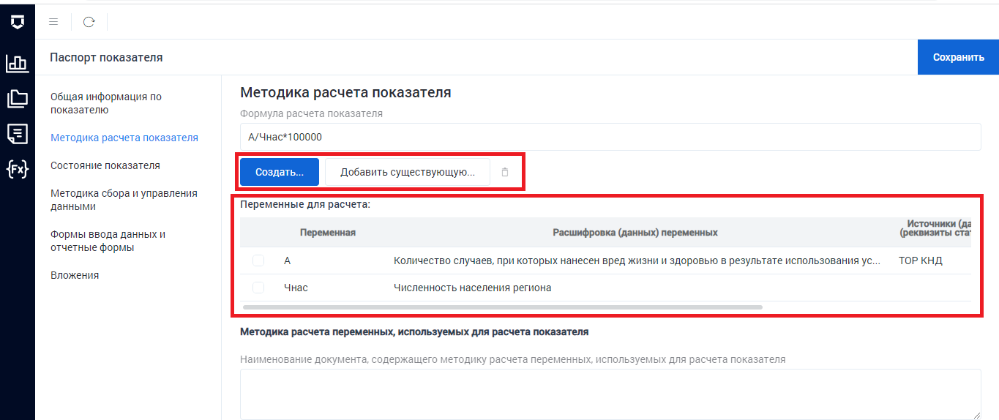 Паспорт показателя
Сохранить
Общая информация по
показателю
Методика расчета показателя
Состояние показателя
Методика сбора и управления
данными
Формы ввода данных и
отчетные формы
Вложения
{Fx}
Методика расчета показателя
Формула расчета показателя
А/Чнас*100000
Создать... Добавить существующую...
Переменные для расчета:
Переменная Расшифровка (данных) переменных Источники (да
(реквизиты стат
А Количество случаев, при которых нанесен вред жизни и здоровью в результате использования ус... ТОР КНД
Чнас Численность населения региона
Методика расчета переменных, используемых для расчета показателя
Наименование документа, содержащего методику расчета переменных, используемых для расчета показателя